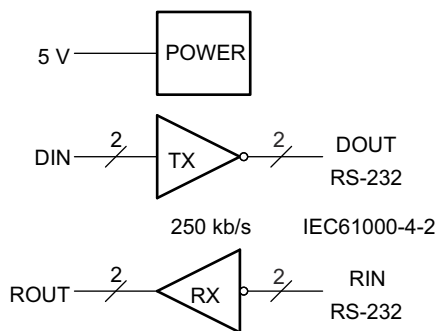 5 V POWER
2 2
DIN TX DOUT
RS-232
250 kb/s IEC61000-4-2
2 2
ROUT RX RIN
RS-232